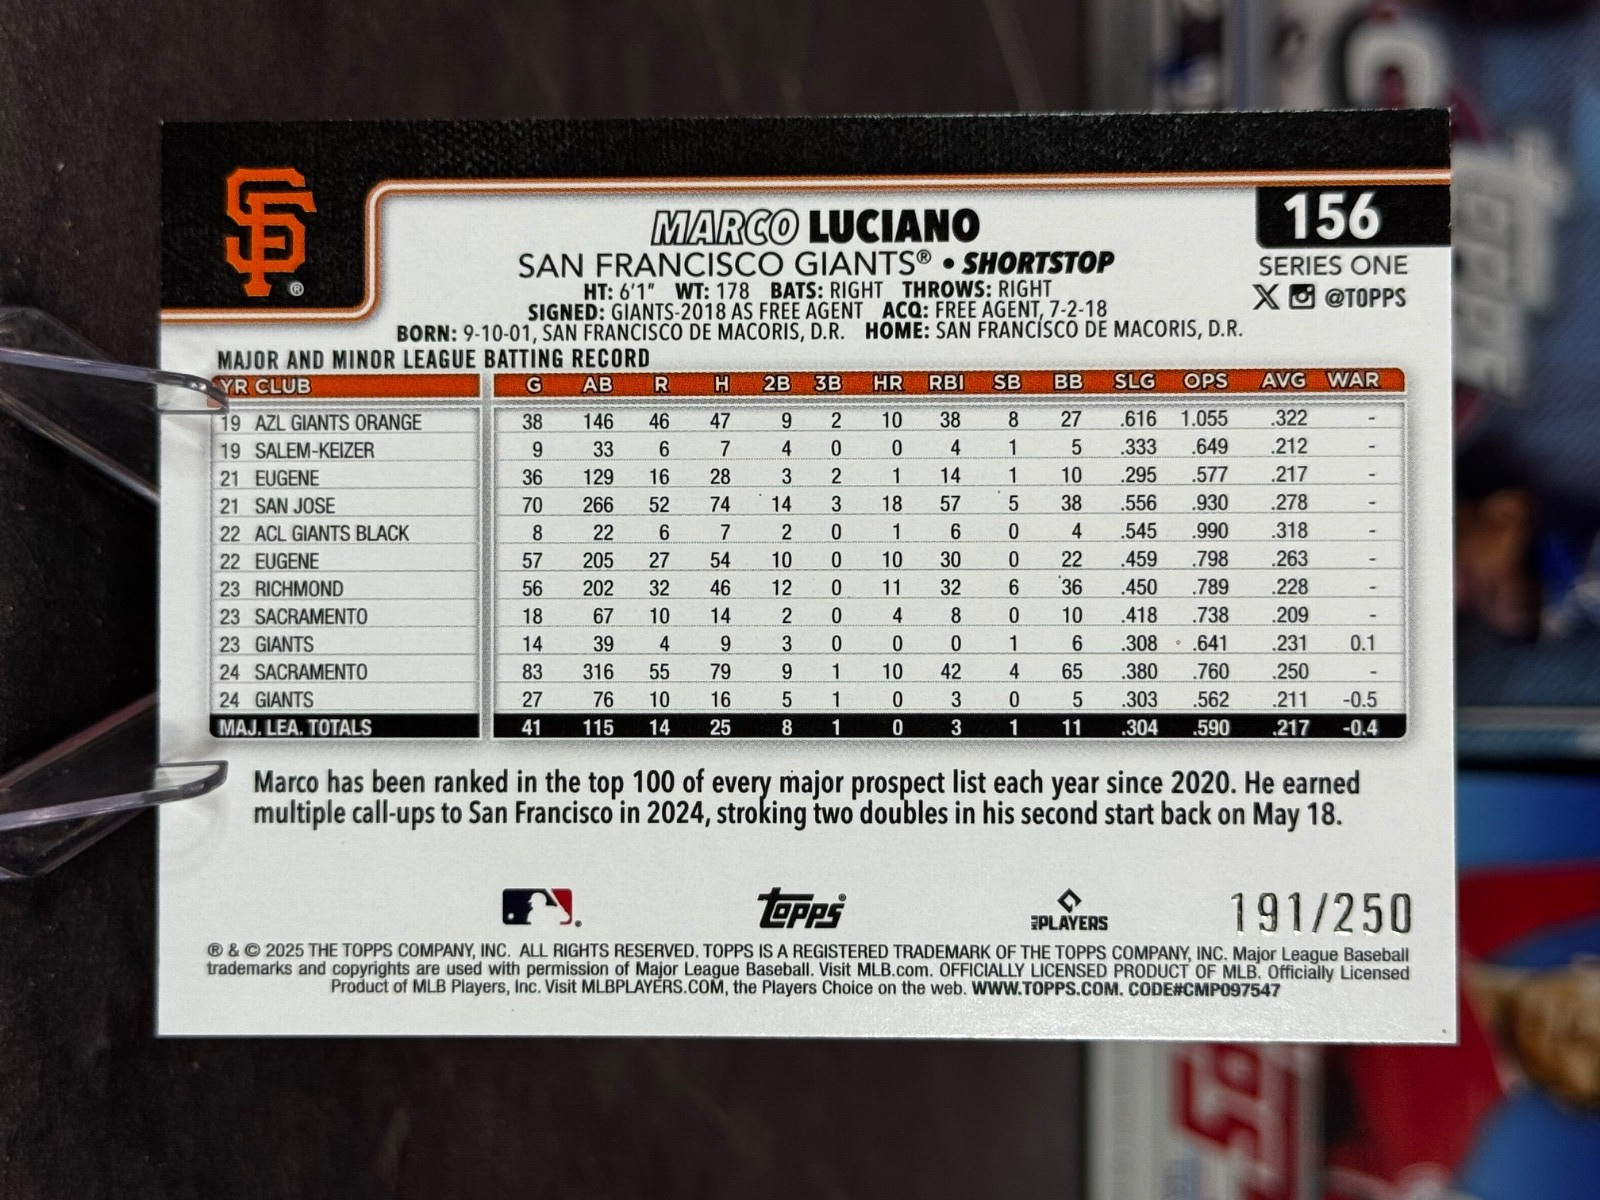 SF®
MARCO LUCIANO
156
SAN FRANCISCO GIANTS® • SHORTSTOP
SERIES ONE
HT: 6'1" WT: 178 BATS: RIGHT THROWS: RIGHT
X @TOPPS
SIGNED: GIANTS-2018 AS FREE AGENT ACQ: FREE AGENT, 7-2-18
BORN: 9-10-01, SAN FRANCISCO DE MACORIS, D.R. HOME: SAN FRANCISCO DE MACORIS, D.R.
MAJOR AND MINOR LEAGUE BATTING RECORD
YR CLUB G AB R H 2B 3B HR RBI SB BB SLG OPS AVG WAR
19 AZL GIANTS ORANGE 38 146 46 47 9 2 10 38 8 27 .616 1.055 .322 -
19 SALEM-KEIZER 9 33 6 7 4 0 0 4 1 5 .333 .649 .212 -
21 EUGENE 36 129 16 28 3 2 1 14 1 10 .295 .577 .217 -
21 SAN JOSE 70 266 52 74 14 3 18 57 5 38 .556 .930 .278 -
22 ACL GIANTS BLACK 8 22 6 7 2 0 1 6 0 4 .545 .990 .318 -
22 EUGENE 57 205 27 54 10 0 10 30 0 22 .459 .798 .263 -
23 RICHMOND 56 202 32 46 12 0 11 32 6 36 .450 .789 .228 -
23 SACRAMENTO 18 67 10 14 2 0 4 8 0 10 .418 .738 .209 -
23 GIANTS 14 39 4 9 3 0 0 0 1 6 .308 .641 .231 0.1
24 SACRAMENTO 83 316 55 79 9 1 10 42 4 65 .380 .760 .250 -
24 GIANTS 27 76 10 16 5 1 0 3 0 5 .303 .562 .211 -0.5
MAJ. LEA. TOTALS 41 115 14 25 8 1 0 3 1 11 .304 .590 .217 -0.4
Marco has been ranked in the top 100 of every major prospect list each year since 2020. He earned
multiple call-ups to San Francisco in 2024, stroking two doubles in his second start back on May 18.
topps® MLB PLAYERS 191/250
® & © 2025 THE TOPPS COMPANY, INC. ALL RIGHTS RESERVED. TOPPS IS A REGISTERED TRADEMARK OF THE TOPPS COMPANY, INC. Major League Baseball
trademarks and copyrights are used with permission of Major League Baseball. Visit MLB.com. OFFICIALLY LICENSED PRODUCT OF MLB. Officially Licensed
Product of MLB Players, Inc. Visit MLBPLAYERS.COM, the Players Choice on the web. WWW.TOPPS.COM. CODE#CMP097547